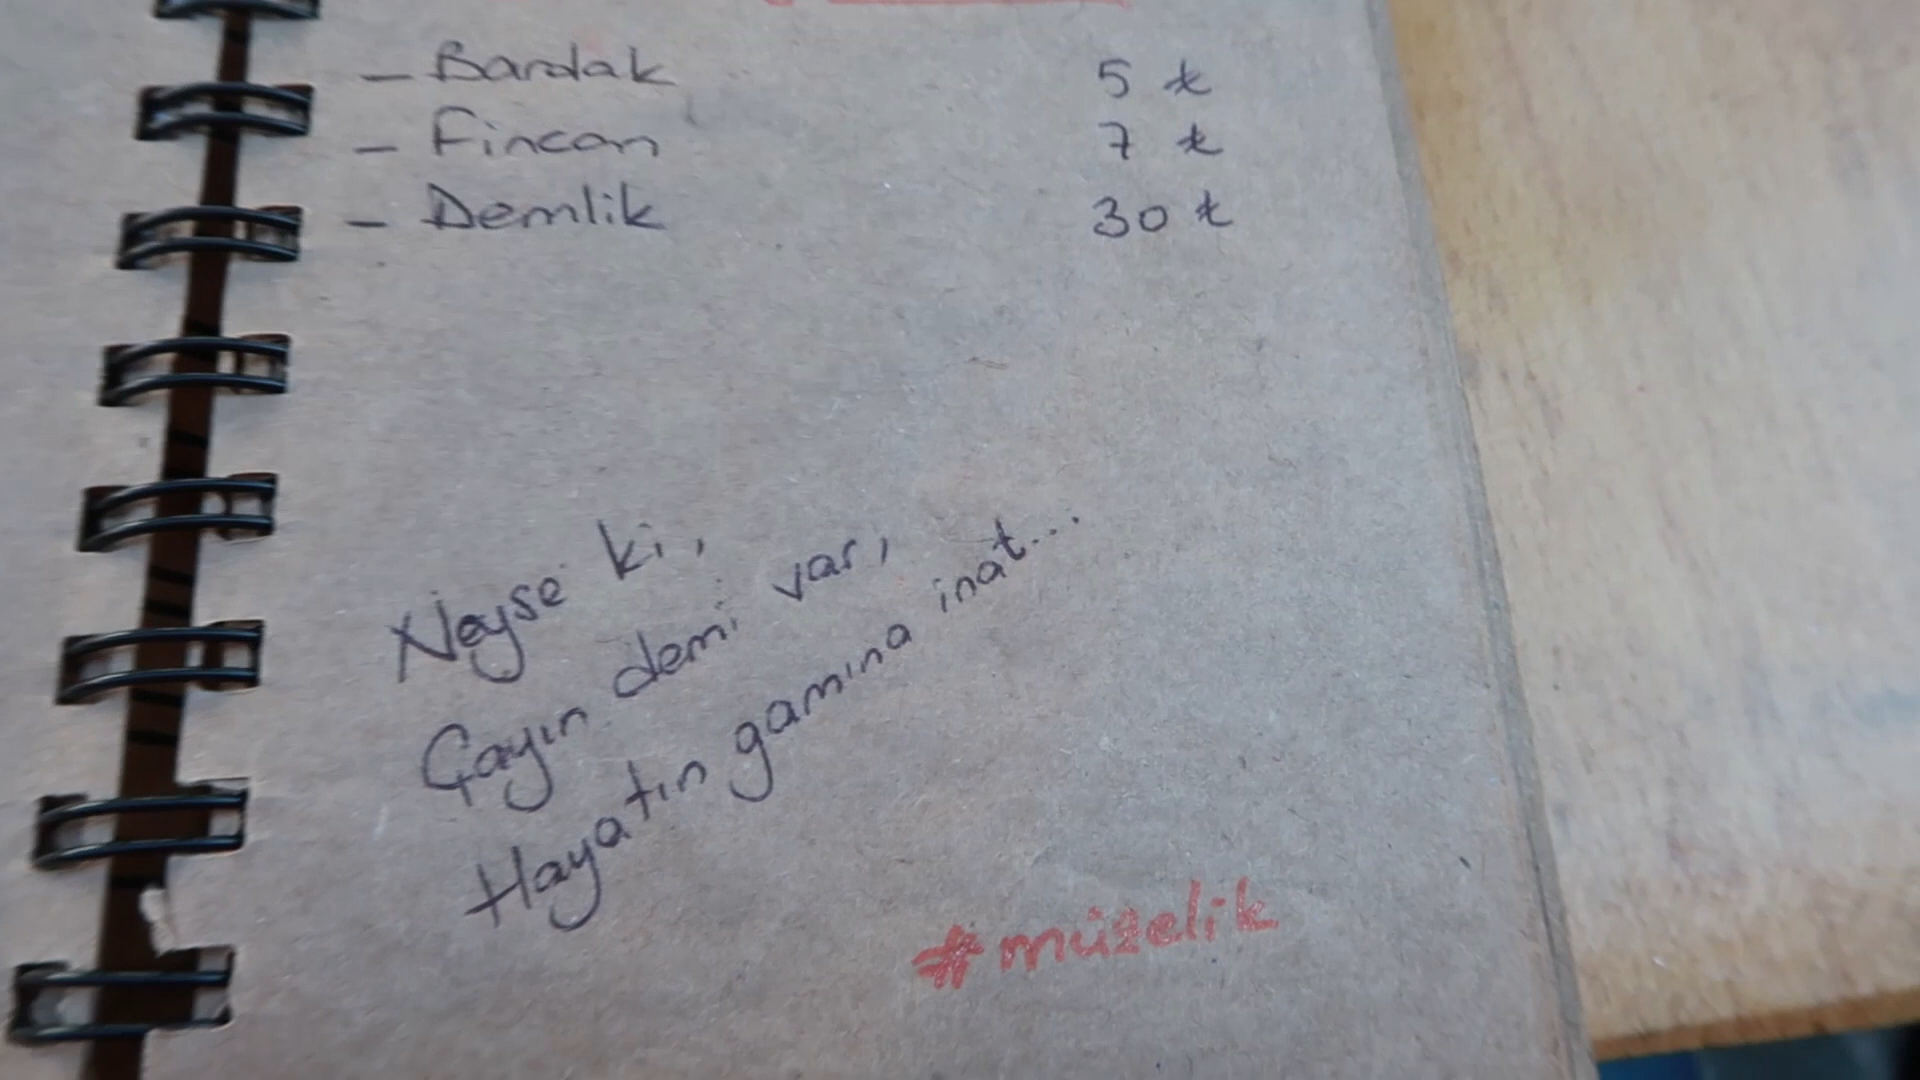 - Bardak 5 ₺
- Fincan 7 ₺
- Demlik 30 ₺
Neyse ki,
Çayın demi var,
Hayatın gamına inat...
#müzelik